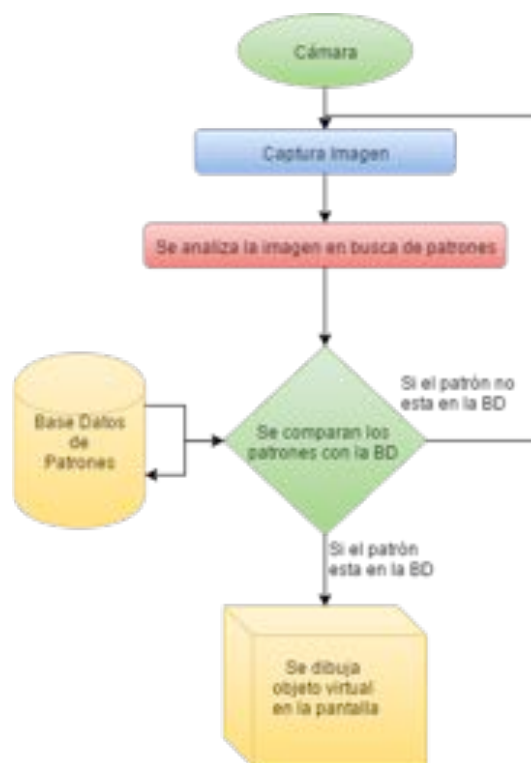 Cámara
Captura Imagen
Se analiza la imagen en busca de patrones
Si el patrón no
esta en la BD
Base Datos
de
Patrones
Se comparan los
patrones con la BD
Si el patrón
esta en la BD
Se dibuja
objeto virtual
en la pantalla